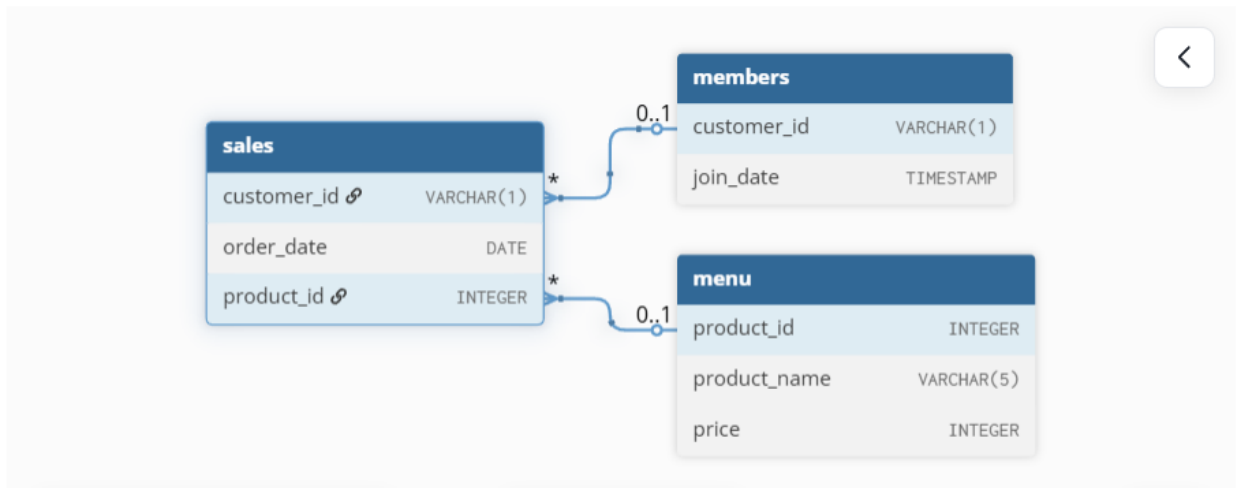 sales
customer_id VARCHAR(1)
order_date DATE
product_id INTEGER
*
*
0..1
0..1
members
customer_id VARCHAR(1)
join_date TIMESTAMP
menu
product_id INTEGER
product_name VARCHAR(5)
price INTEGER